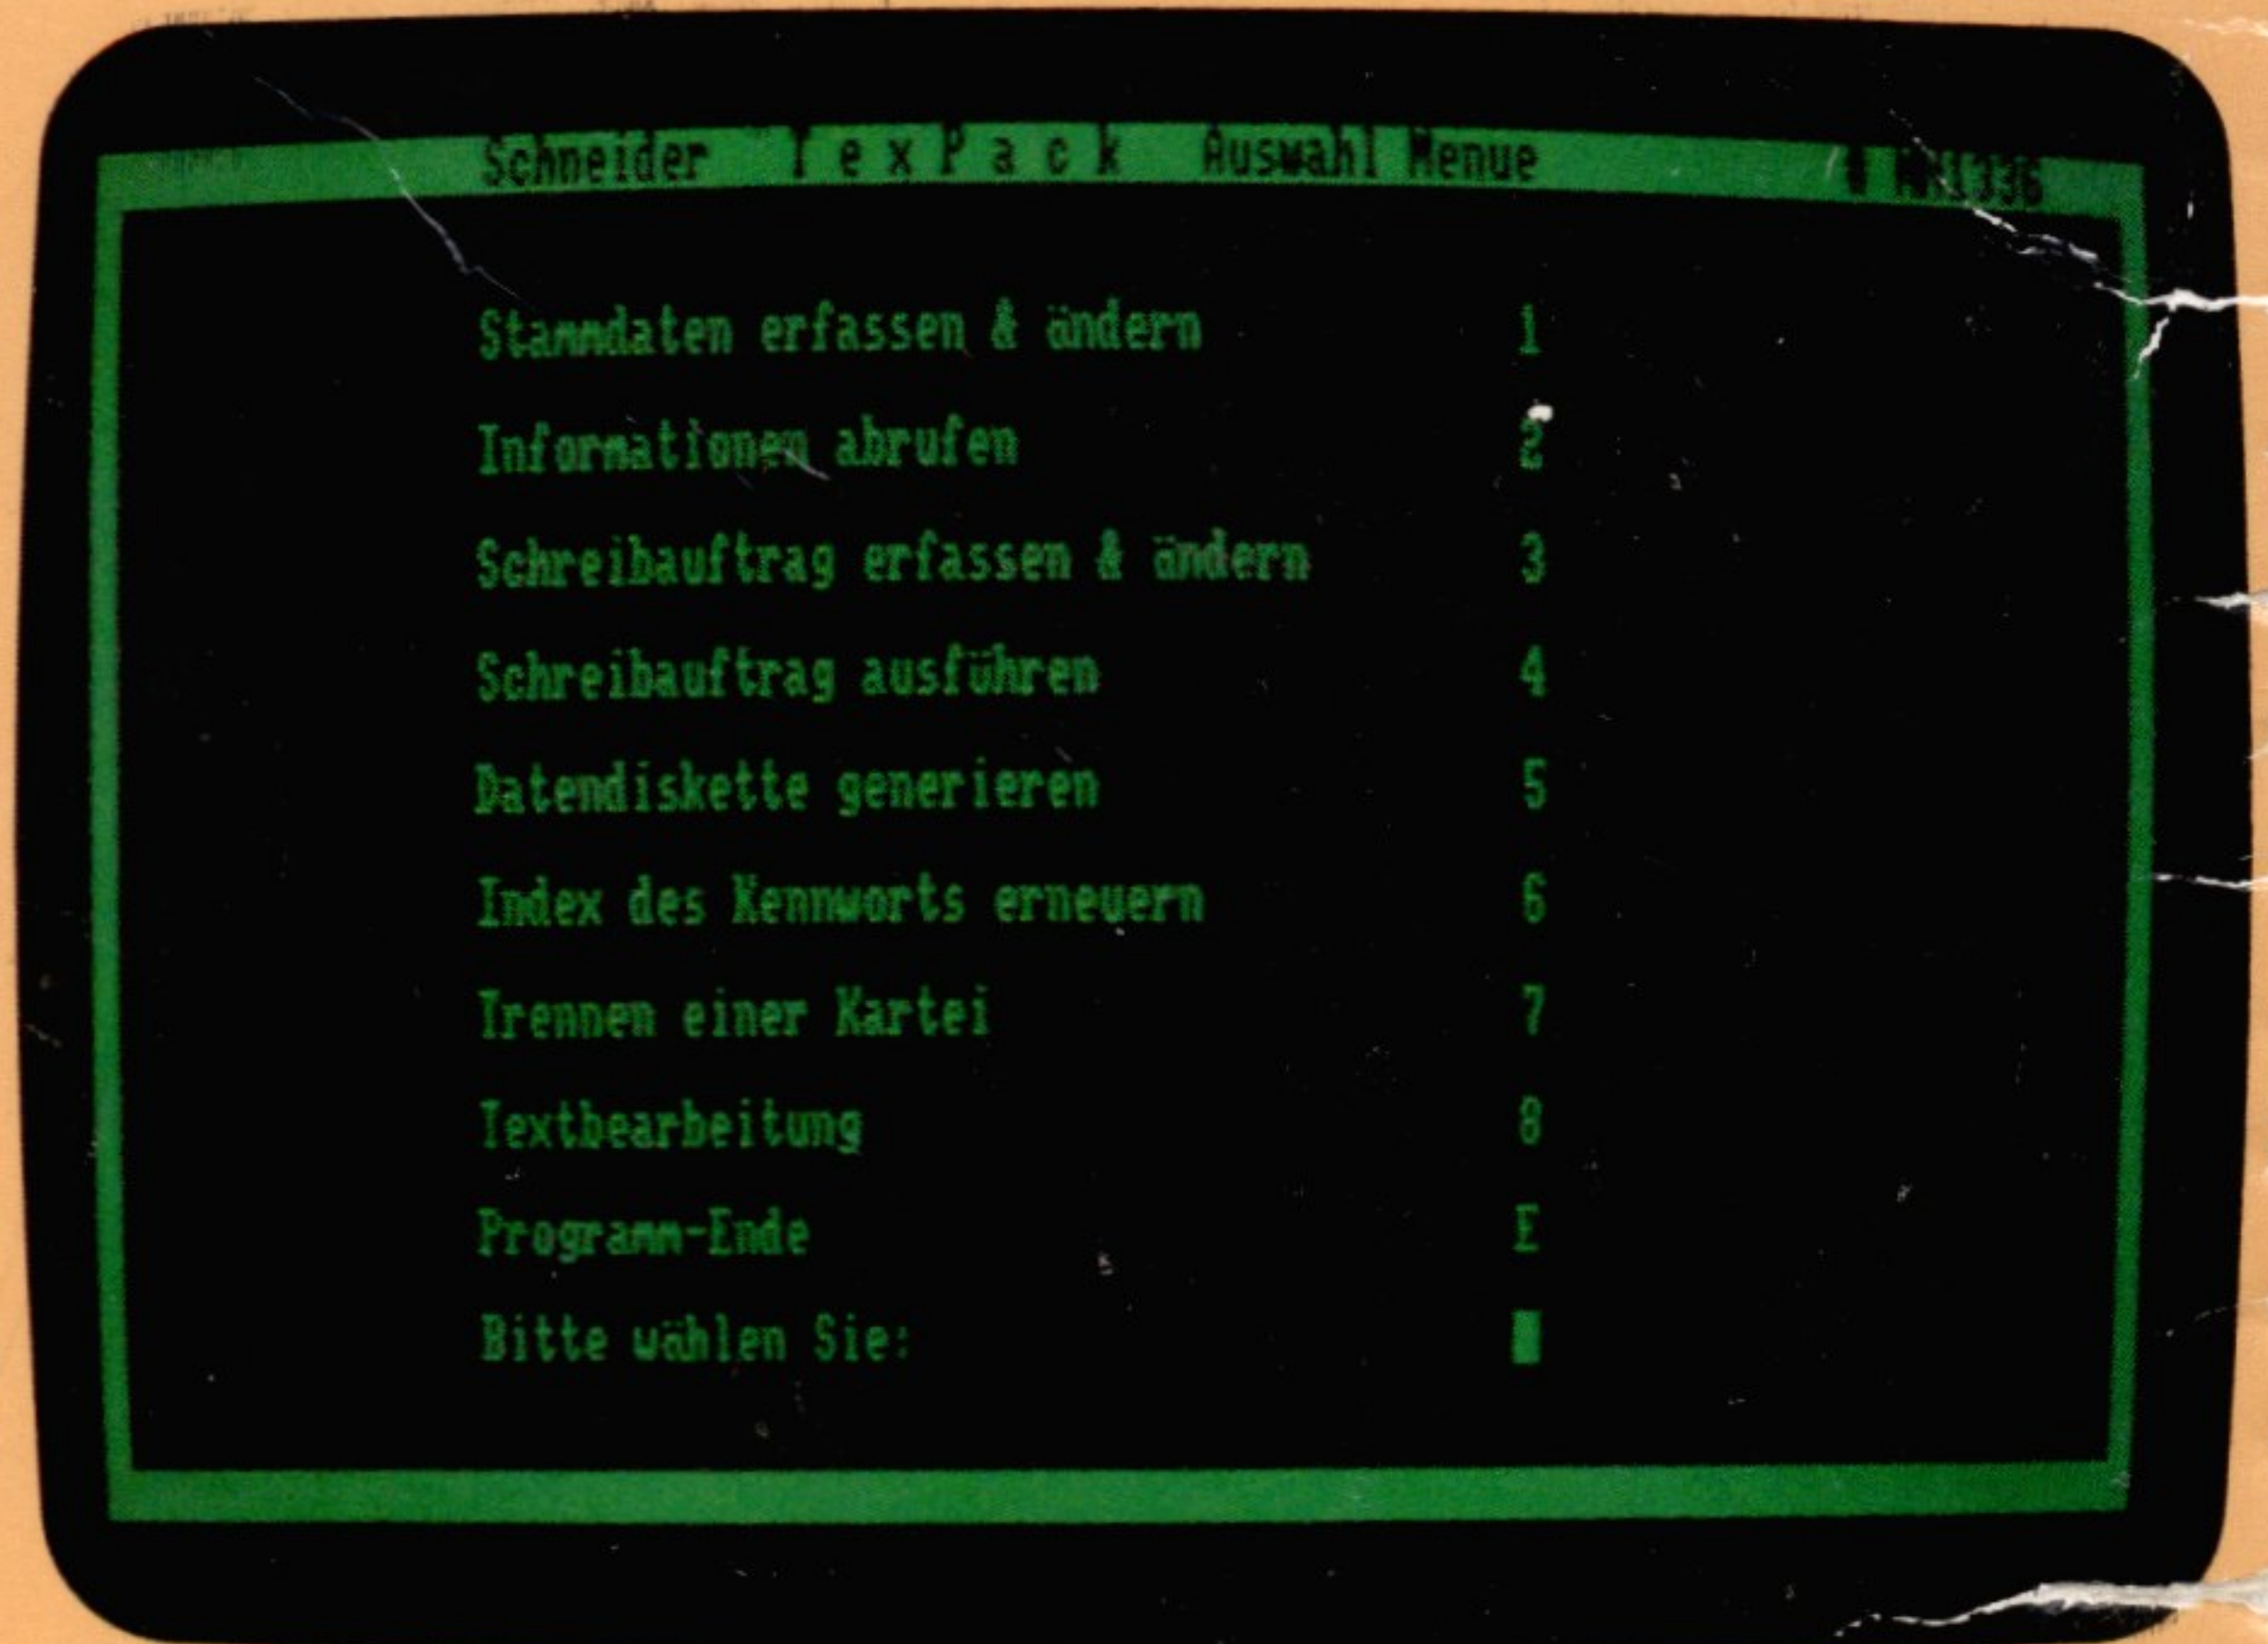 Schneider TexPack Auswahl Menue
Stammdaten erfassen & ändern 1
Informationen abrufen 2
Schreibauftrag erfassen & ändern 3
Schreibauftrag ausführen 4
Datendiskette generieren 5
Index des Kennworts erneuern 6
Trennen einer Kartei 7
Textbearbeitung 8
Programm-Ende E
Bitte wählen Sie: